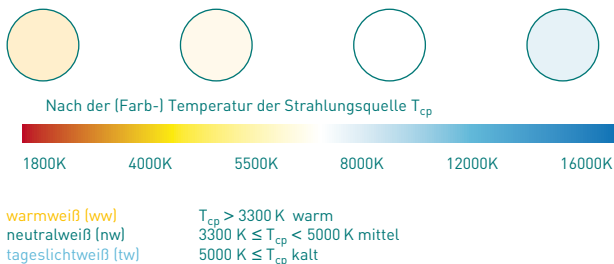 Nach der (Farb-) Temperatur der Strahlungsquelle Tcp
1800K 4000K 5500K 8000K 12000K 16000K
warmweiß (ww) Tcp > 3300 K warm
neutralweiß (nw) 3300 K ≤ Tcp < 5000 K mittel
tageslichtweiß (tw) 5000 K ≤ Tcp kalt